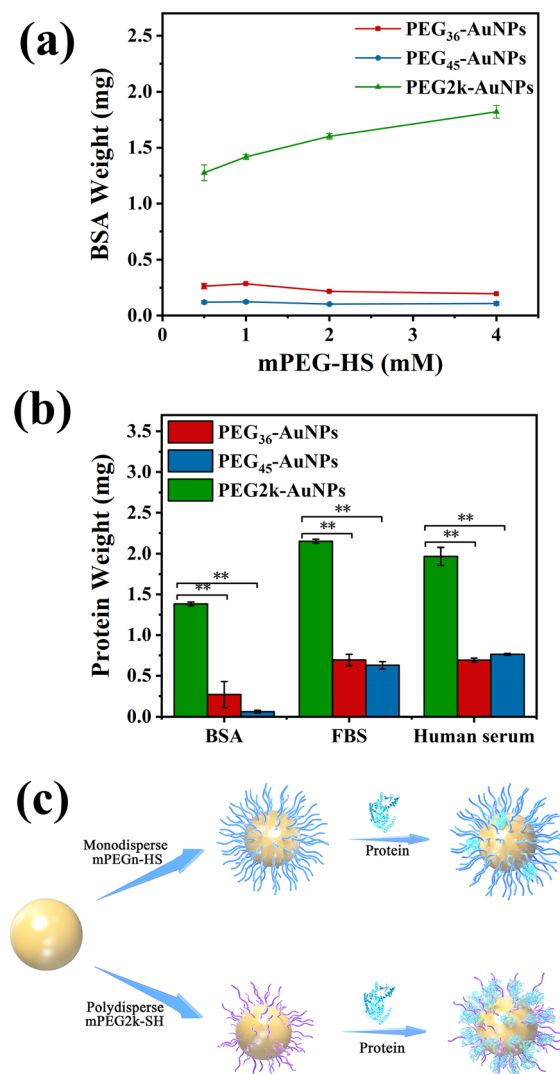 (a)
PEG36-AuNPs
PEG45-AuNPs
PEG2k-AuNPs
BSA Weight (mg)
2.5
2.0
1.5
1.0
0.5
0.0
0 1 2 3 4
mPEG-HS (mM)
(b)
PEG36-AuNPs
PEG45-AuNPs
PEG2k-AuNPs
Protein Weight (mg)
3.5
3.0
2.5
2.0
1.5
1.0
0.5
0.0
** **
** **
** **
BSA FBS Human serum
(c)
Monodisperse
mPEGn-HS
Protein
Polydisperse
mPEG2k-SH
Protein